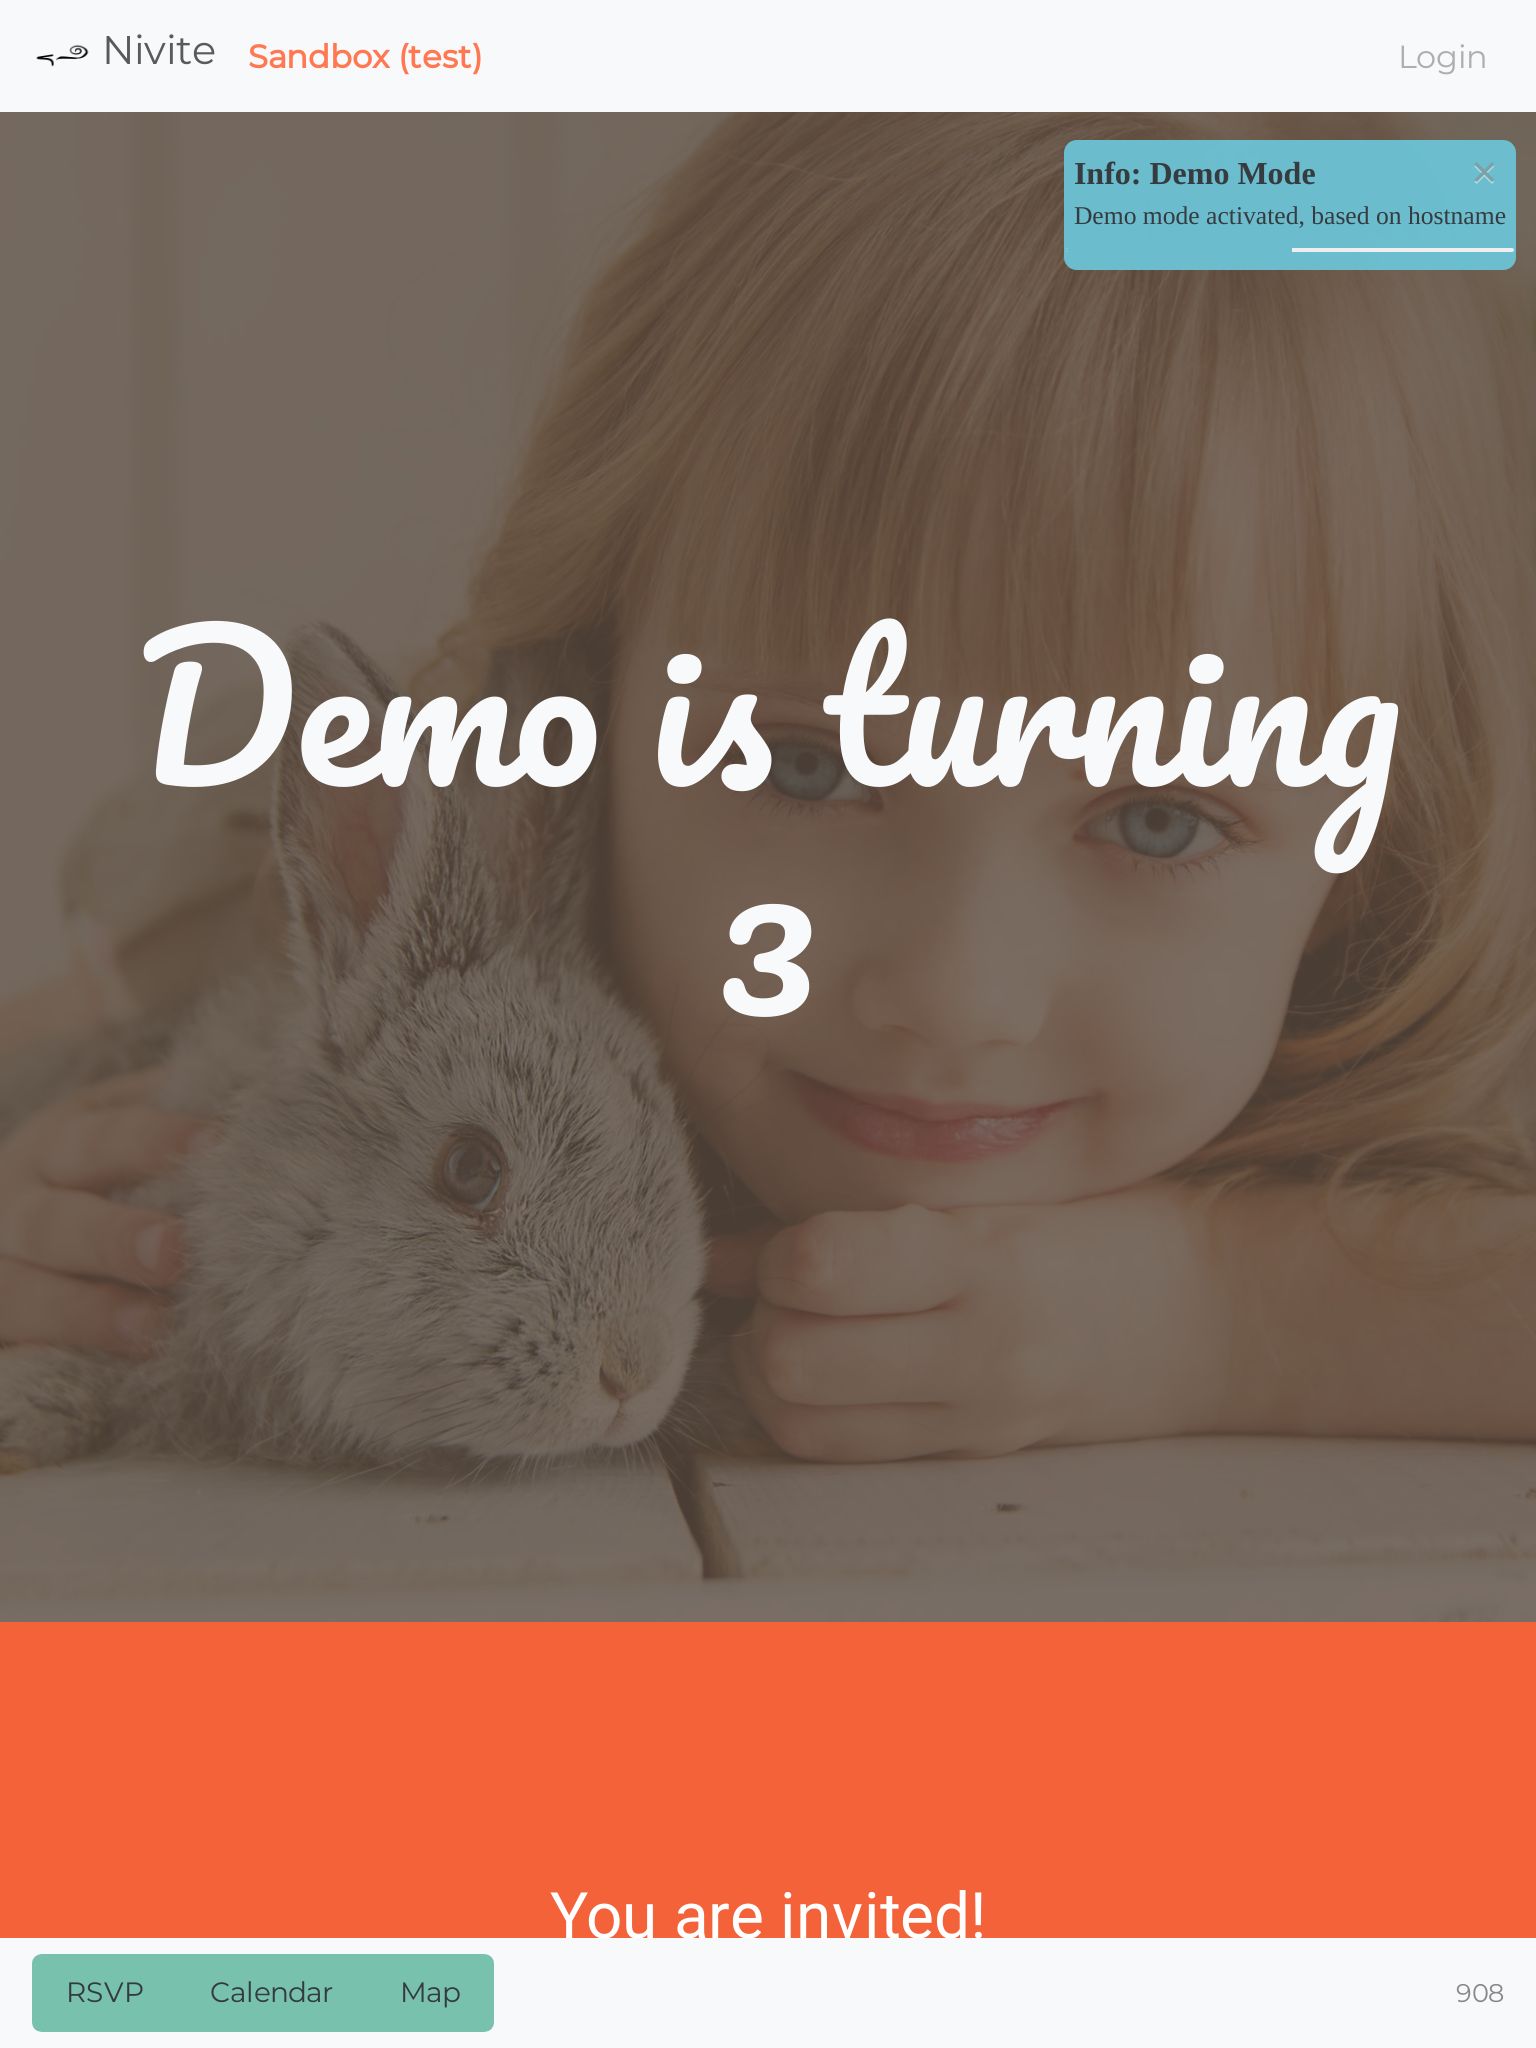 Nivite
Sandbox (test)
Login
Info: Demo Mode
×
Demo mode activated, based on hostname
Demo is turning
3
You are invited!
RSVP
Calendar
Map
908